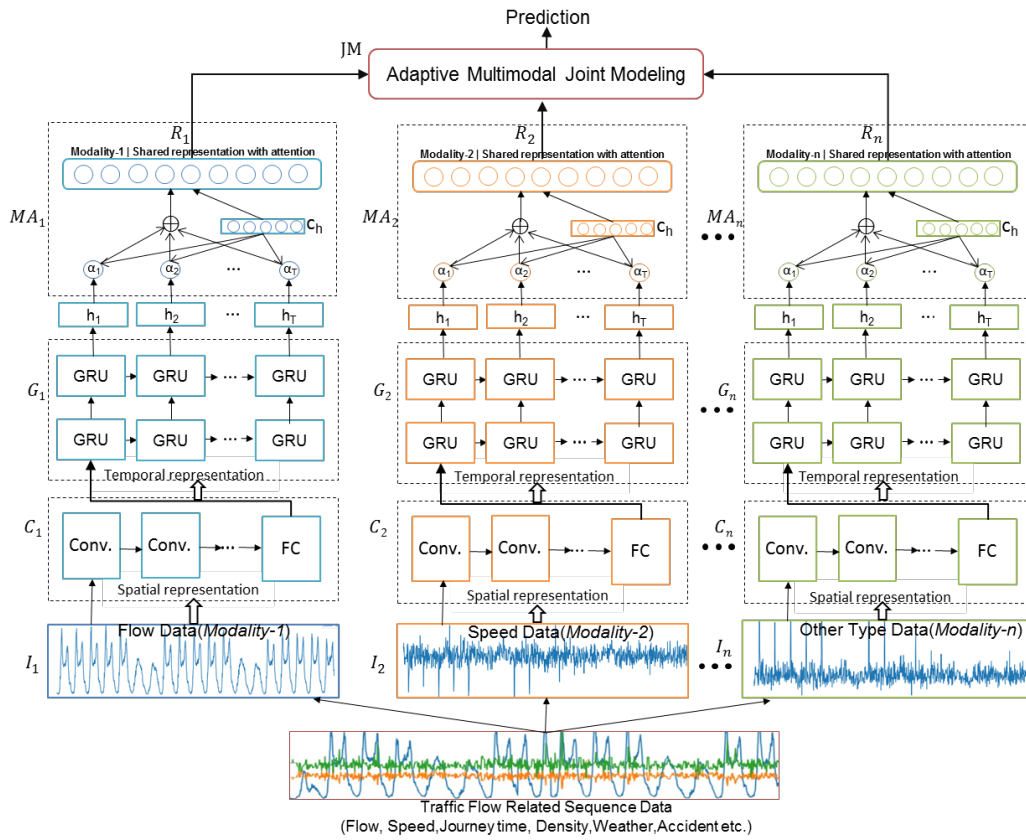 Prediction
JM
Adaptive Multimodal Joint Modeling
R₁ R₂ Rₙ
Modality-1 | Shared representation with attention
Modality-2 | Shared representation with attention
Modality-n | Shared representation with attention
MA₁ Cₕ MA₂ Cₕ MAₙ Cₕ
α₁ α₂ ... α_T α₁ α₂ ... α_T α₁ α₂ ... α_T
h₁ h₂ ... h_T h₁ h₂ ... h_T h₁ h₂ ... h_T
G₁ GRU GRU ... GRU G₂ GRU GRU ... GRU Gₙ GRU GRU ... GRU
GRU GRU ... GRU GRU GRU ... GRU ... GRU GRU ... GRU
Temporal representation Temporal representation Temporal representation
C₁ Conv. Conv. ... FC C₂ Conv. Conv. ... FC ... Cₙ Conv. Conv. ... FC
Spatial representation Spatial representation Spatial representation
Flow Data(Modality-1) Speed Data(Modality-2) Other Type Data(Modality-n)
I₁ I₂ ... Iₙ
Traffic Flow Related Sequence Data
(Flow, Speed,Journey time, Density,Weather,Accident etc.)